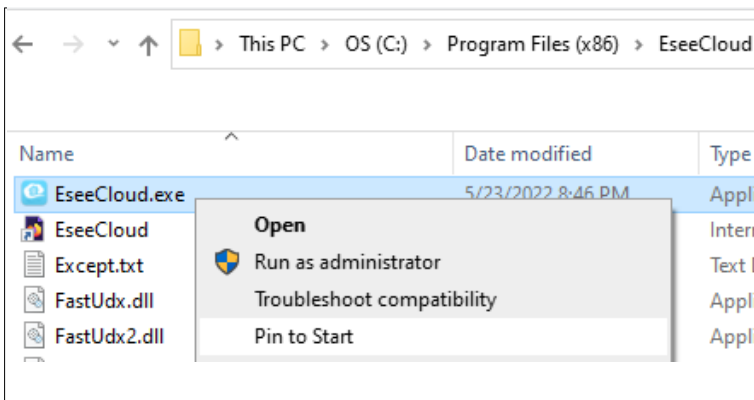 This PC > OS (C:) > Program Files (x86) > EseeCloud
Name Date modified Type
EseeCloud.exe 5/23/2022 8:46 PM Appl
EseeCloud Open Inter
Except.txt Run as administrator Text
FastUdx.dll Troubleshoot compatibility Appl
FastUdx2.dll Pin to Start Appl